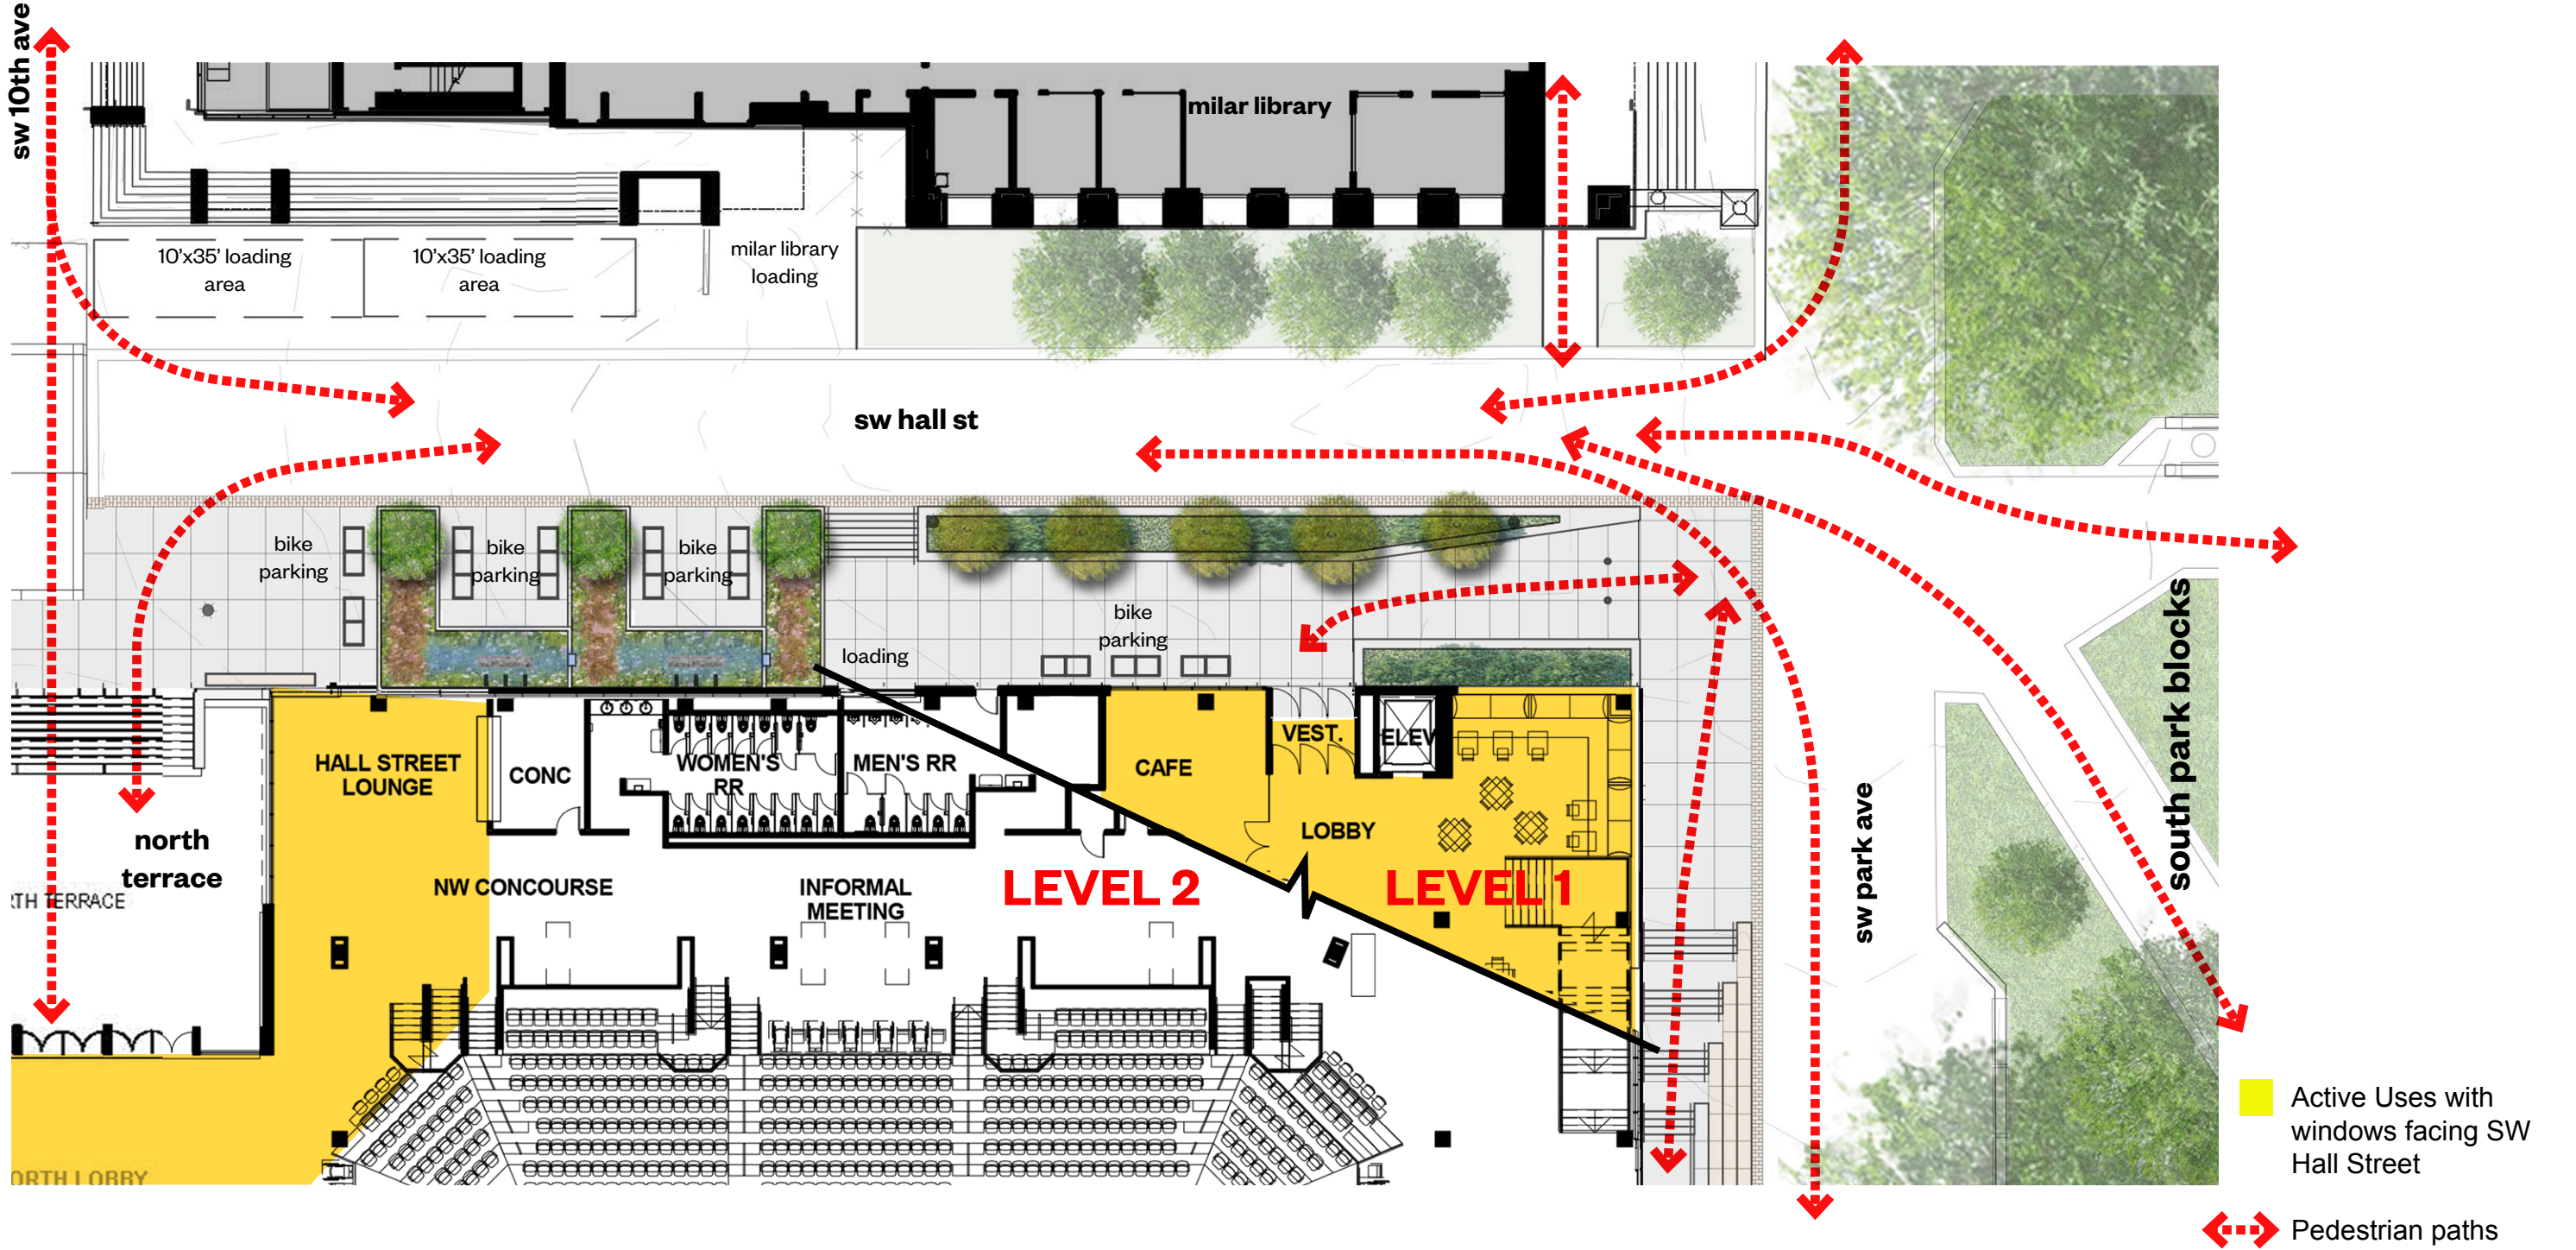 sw 10th ave
milar library
10'x35' loading
area
10'x35' loading
area
milar library
loading
sw hall st
bike
parking
bike
parking
bike
parking
bike
parking
loading
south park blocks
HALL STREET
LOUNGE
CONC
WOMEN'S
RR
MEN'S RR
CAFE
VEST.
ELEV
LOBBY
north
terrace
NW CONCOURSE
INFORMAL
MEETING
LEVEL 2
LEVEL 1
sw park ave
TH TERRACE
ORTH LOBBY
Active Uses with
windows facing SW
Hall Street
Pedestrian paths